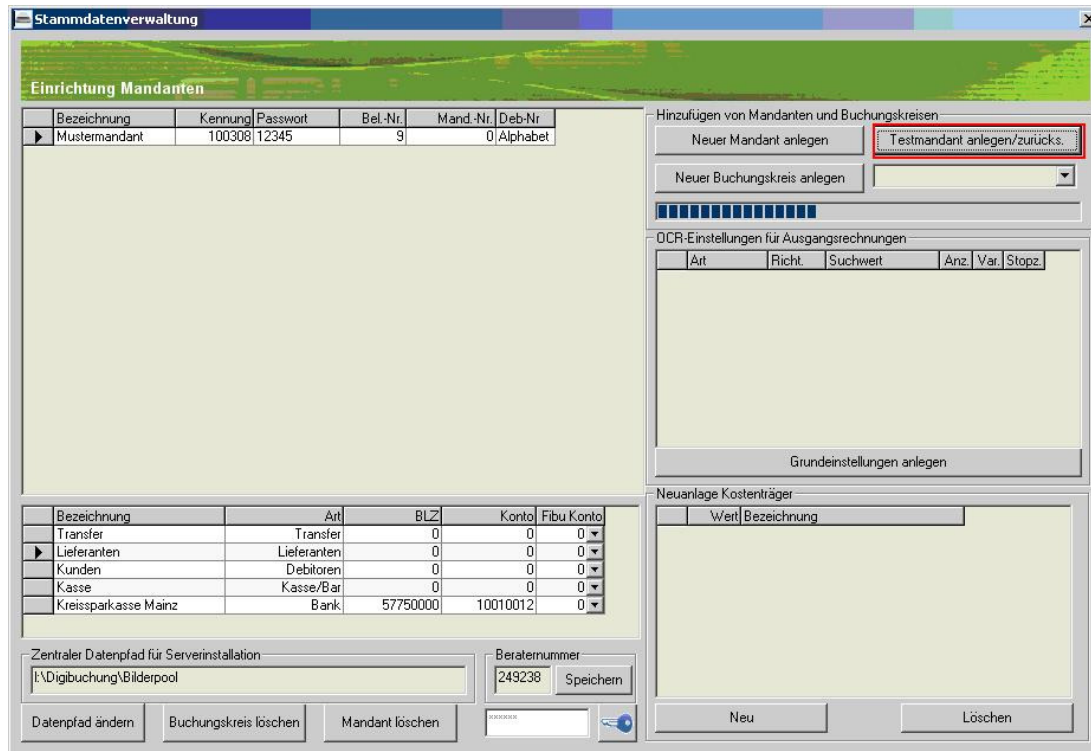 Stammdatenverwaltung
Einrichtung Mandanten
Bezeichnung Kennung Passwort Bel.-Nr. Mand.-Nr. Deb-Nr
Mustermandant 100308 12345 9 0 Alphabet
Hinzufügen von Mandanten und Buchungskreisen
Neuer Mandant anlegen Testmandant anlegen/zurücks.
Neuer Buchungskreis anlegen
OCR-Einstellungen für Ausgangsrechnungen
Art Richt. Suchwert Anz. Var. Stopz.
Grundeinstellungen anlegen
Bezeichnung Art BLZ Konto Fibu Konto
Transfer Transfer 0 0 0
Lieferanten Lieferanten 0 0 0
Kunden Debitoren 0 0 0
Kasse Kasse/Bar 0 0 0
Kreissparkasse Mainz Bank 57750000 10010012 0
Neuanlage Kostenträger
Wert Bezeichnung
Zentraler Datenpfad für Serverinstallation
I:\Digibuchung\Bilderpool
Beraternummer
249238 Speichern
Datenpfad ändern Buchungskreis löschen Mandant löschen ××××××
Neu Löschen